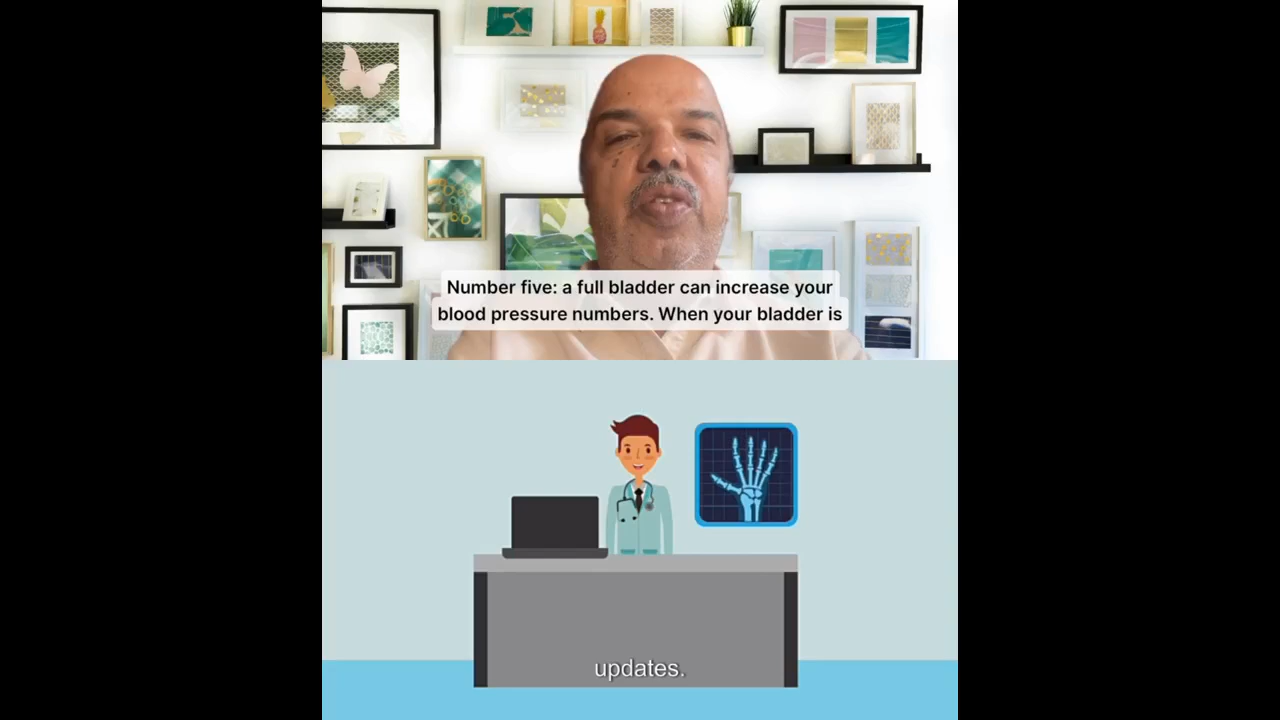 Number five: a full bladder can increase your
blood pressure numbers. When your bladder is
updates.